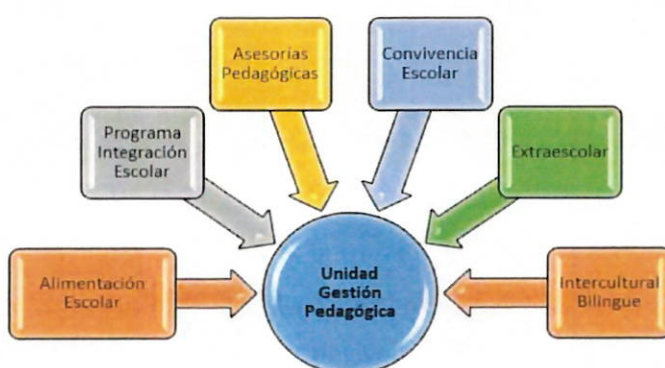 Asesorías
Pedagógicas
Convivencia
Escolar
Programa
Integración
Escolar
Extraescolar
Alimentación
Escolar
Unidad
Gestión
Pedagógica
Intercultural
Bilingue